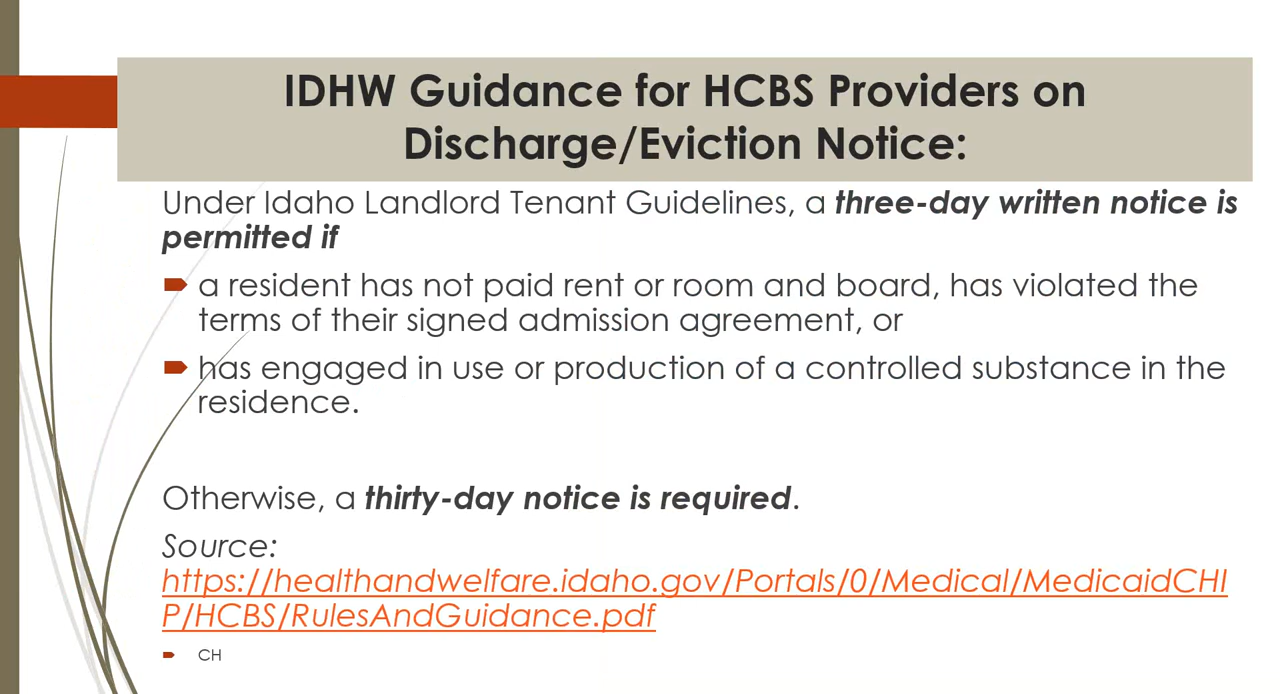 IDHW Guidance for HCBS Providers on
Discharge/Eviction Notice:
Under Idaho Landlord Tenant Guidelines, a three-day written notice is
permitted if
a resident has not paid rent or room and board, has violated the
terms of their signed admission agreement, or
has engaged in use or production of a controlled substance in the
residence.
Otherwise, a thirty-day notice is required.
Source:
https://healthandwelfare.idaho.gov/Portals/0/Medical/MedicaidCHI
P/HCBS/RulesAndGuidance.pdf
CH